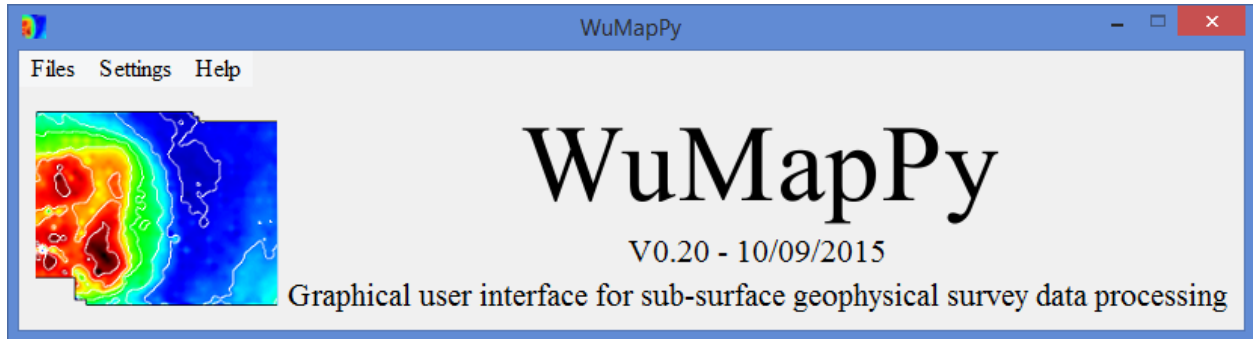 WuMapPy
Files Settings Help
WuMapPy
V0.20 - 10/09/2015
Graphical user interface for sub-surface geophysical survey data processing